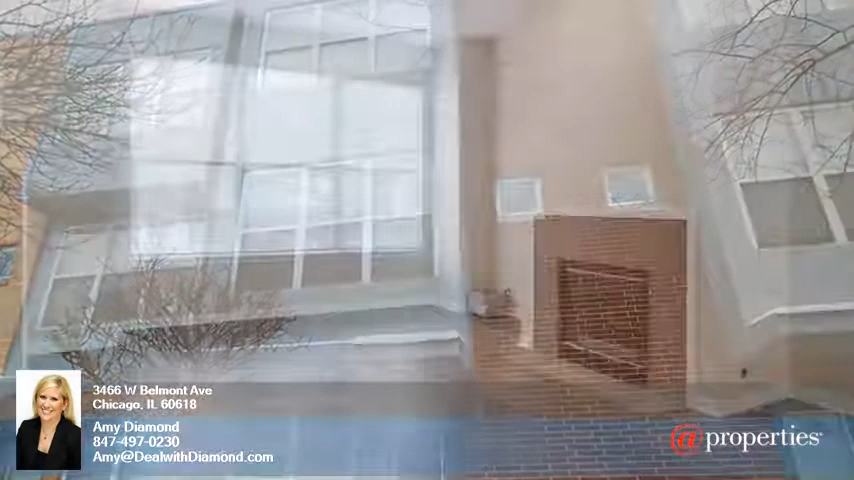 3466 W Belmont Ave
Chicago, IL 60618
Amy Diamond
847-497-0230
Amy@DealwithDiamond.com
@properties